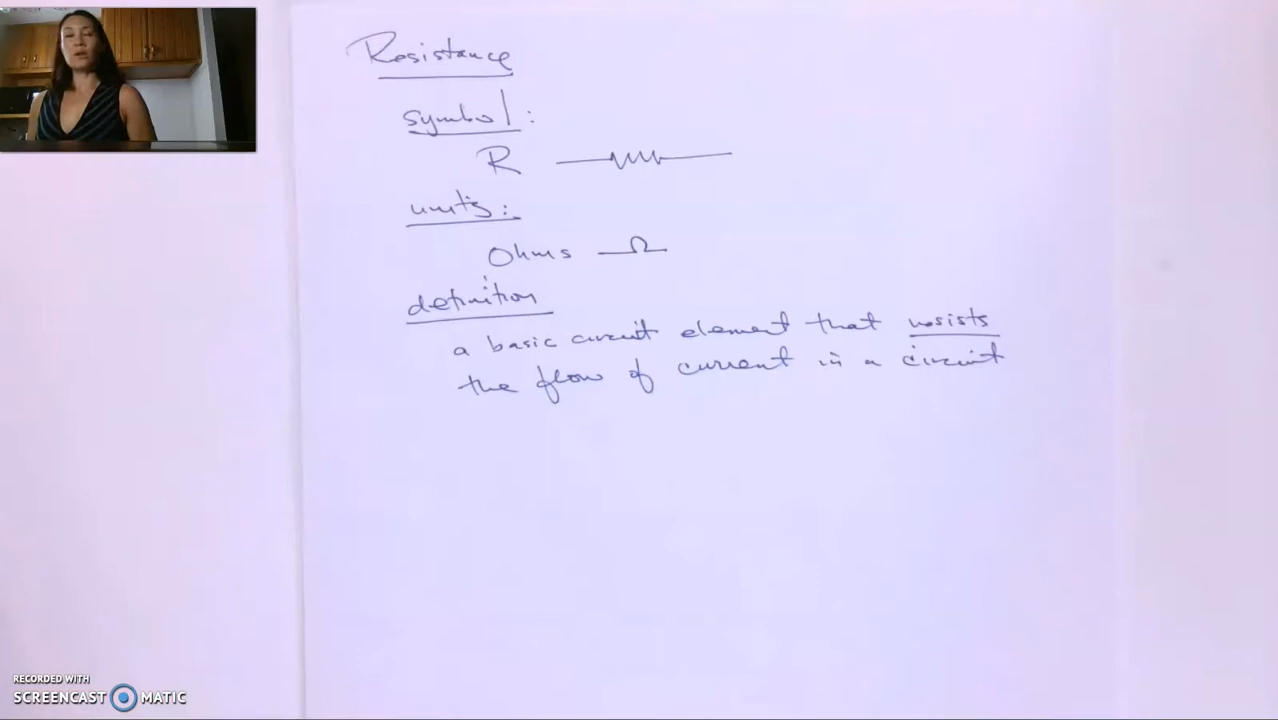 Resistance
symbol:
R
units:
Ohms Ω
definition
a basic circuit element that resists
the flow of current in a circuit
RECORDED WITH
SCREENCAST MATIC